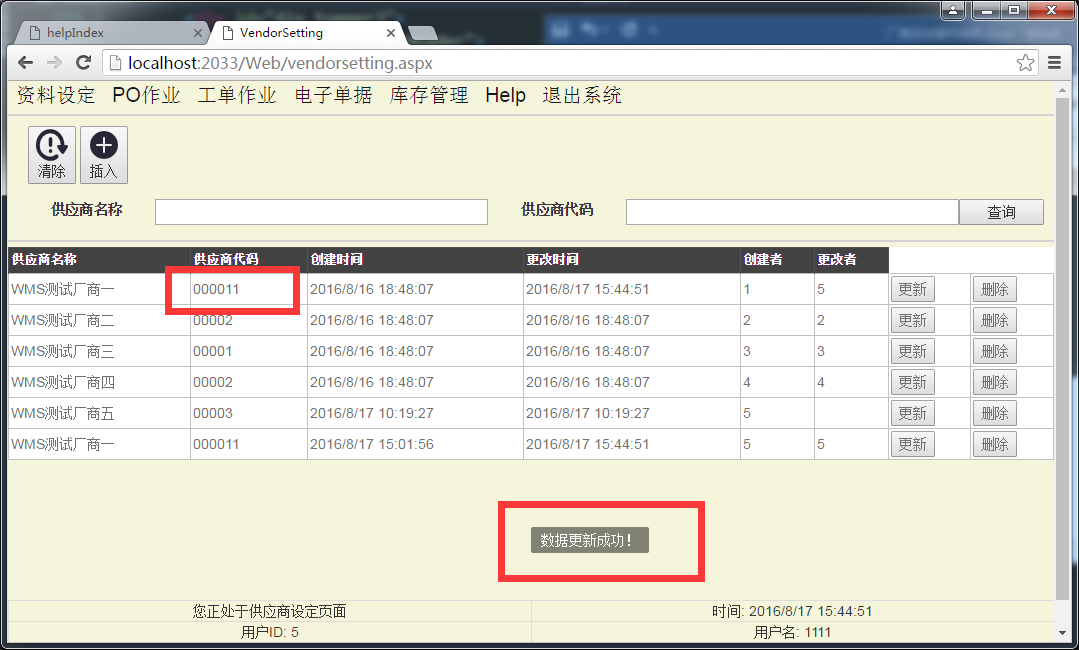 helpIndex VendorSetting
localhost:2033/Web/vendorsetting.aspx
资料设定 PO作业 工单作业 电子单据 库存管理 Help 退出系统
清除 插入
供应商名称 供应商代码 查询
供应商名称 供应商代码 创建时间 更改时间 创建者 更改者
WMS测试厂商一 000011 2016/8/16 18:48:07 2016/8/17 15:44:51 1 5 更新 删除
WMS测试厂商二 00002 2016/8/16 18:48:07 2016/8/16 18:48:07 2 2 更新 删除
WMS测试厂商三 00001 2016/8/16 18:48:07 2016/8/16 18:48:07 3 3 更新 删除
WMS测试厂商四 00002 2016/8/16 18:48:07 2016/8/16 18:48:07 4 4 更新 删除
WMS测试厂商五 00003 2016/8/17 10:19:27 2016/8/17 10:19:27 5 更新 删除
WMS测试厂商一 000011 2016/8/17 15:01:56 2016/8/17 15:44:51 5 5 更新 删除
数据更新成功！
您正处于供应商设定页面 时间: 2016/8/17 15:44:51
用户ID: 5 用户名: 1111